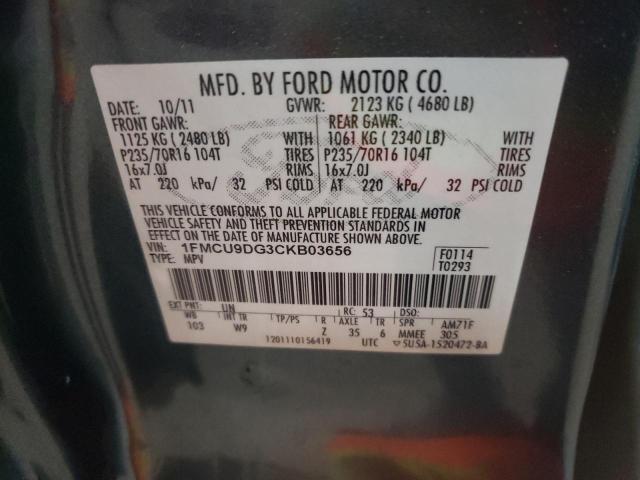 MFD. BY FORD MOTOR CO.
DATE: 10/11 GVWR: 2123 KG ( 4680 LB)
FRONT GAWR: REAR GAWR:
1125 KG ( 2480 LB) WITH 1061 KG ( 2340 LB) WITH
P235/70R16 104T TIRES P235/70R16 104T TIRES
16x7.0J RIMS 16x7.0J RIMS
AT 220 kPa/ 32 PSI COLD AT 220 kPa/ 32 PSI COLD
THIS VEHICLE CONFORMS TO ALL APPLICABLE FEDERAL MOTOR
VEHICLE SAFETY AND THEFT PREVENTION STANDARDS
IN EFFECT ON THE DATE OF MANUFACTURE SHOWN ABOVE.
VIN: 1FMCU9DG3CKB03656 F0114
TYPE: MPV T0293
EXT PNT: UN RC: 53 DSO:
WB INT TR TP/PS R AXLE TR SPR AM71F
103 W9 Z 35 6 MMEE 305
1201110156419 UTC ▽5U5A-1520472-BA